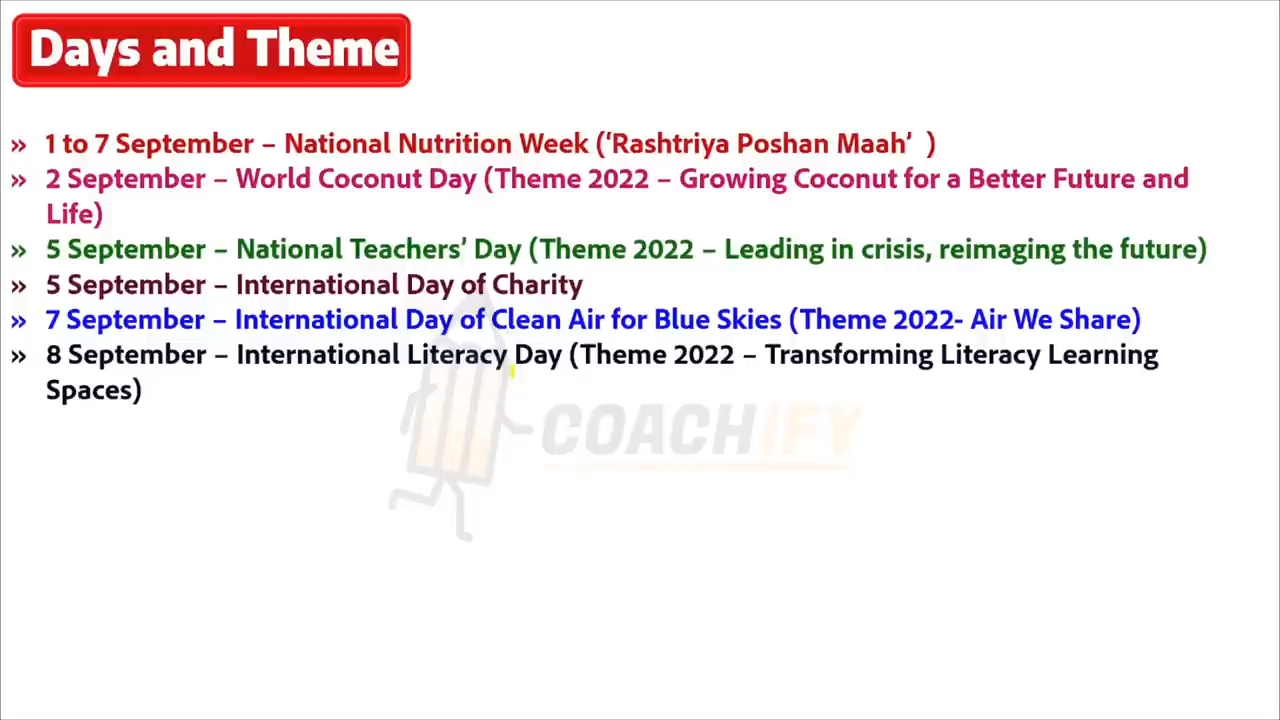 Days and Theme
» 1 to 7 September – National Nutrition Week (‘Rashtriya Poshan Maah’ )
» 2 September – World Coconut Day (Theme 2022 – Growing Coconut for a Better Future and
Life)
» 5 September – National Teachers’ Day (Theme 2022 – Leading in crisis, reimaging the future)
» 5 September – International Day of Charity
» 7 September – International Day of Clean Air for Blue Skies (Theme 2022- Air We Share)
» 8 September – International Literacy Day (Theme 2022 – Transforming Literacy Learning
Spaces)
COACHIFY